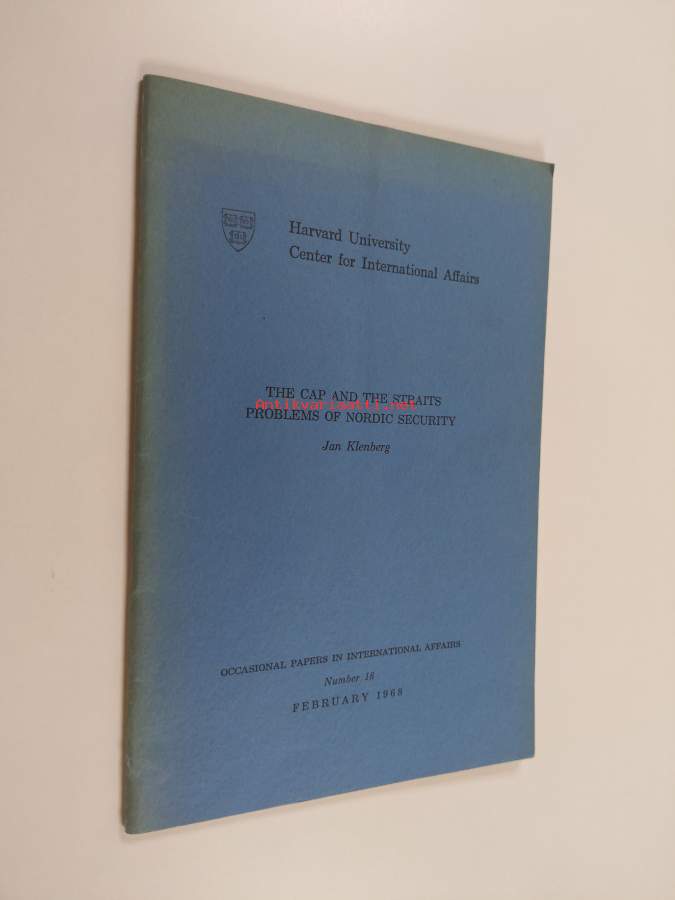 Harvard University
Center for International Affairs
THE CAP AND THE STRAITS
Antikvarisatti.net
PROBLEMS OF NORDIC SECURITY
Jan Klenberg
OCCASIONAL PAPERS IN INTERNATIONAL AFFAIRS
Number 18
FEBRUARY 1968